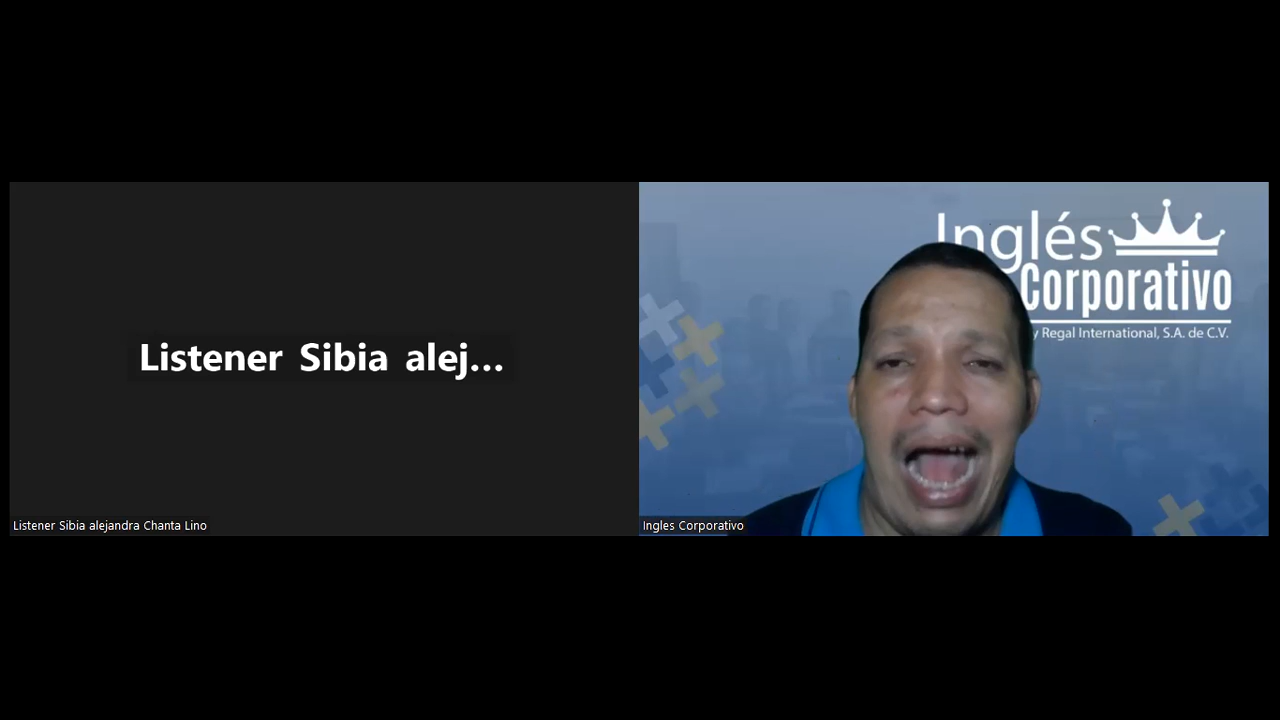 Listener Sibia alej...
Listener Sibia alejandra Chanta Lino
Inglés
Corporativo
y Regal International, S.A. de C.V.
Ingles Corporativo